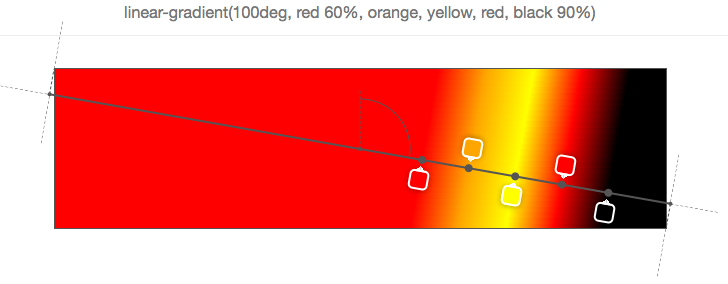 linear-gradient(100deg, red 60%, orange, yellow, red, black 90%)